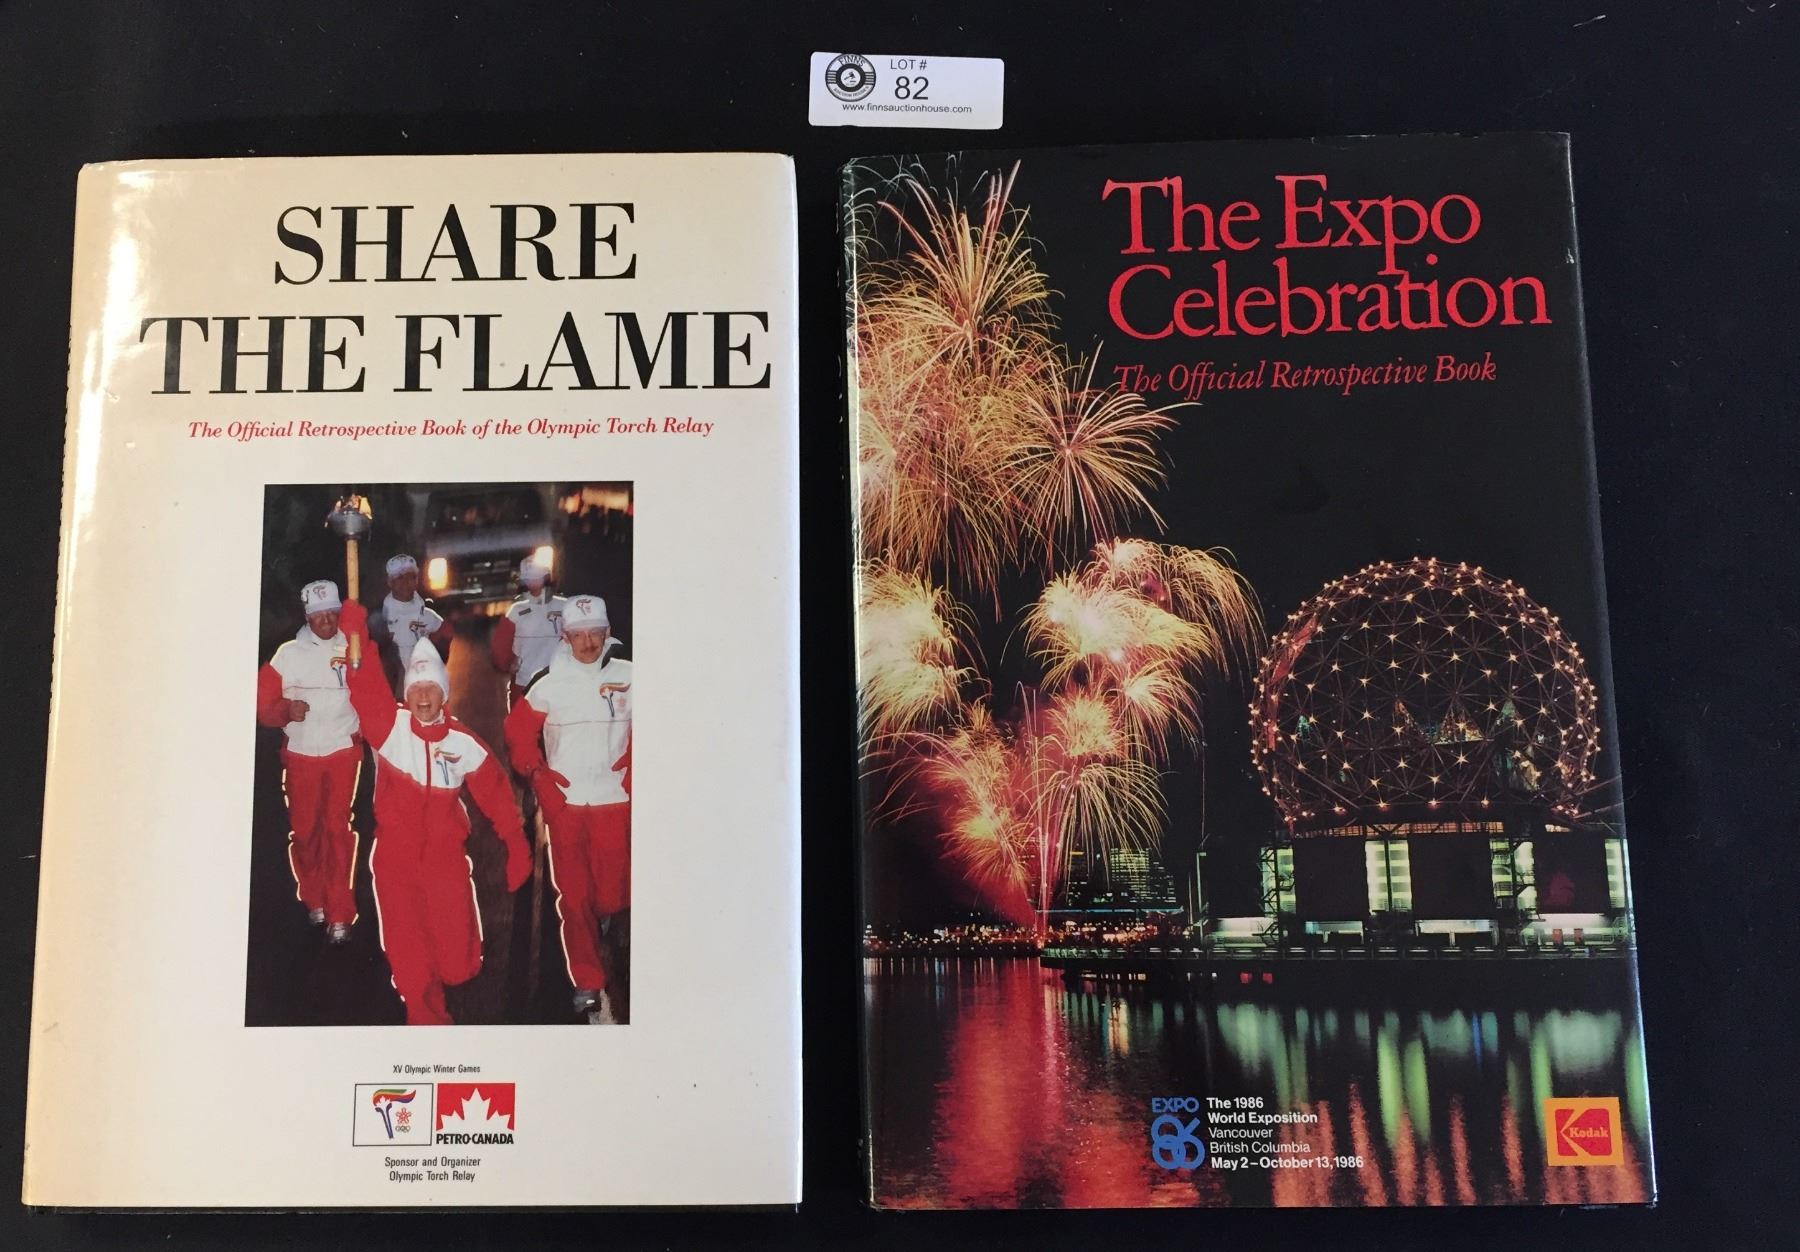 FINNS
LOT #
82
www.finnsauctionhouse.com
SHARE
THE FLAME
The Official Retrospective Book of the Olympic Torch Relay
XV Olympic Winter Games
PETRO-CANADA
Sponsor and Organizer
Olympic Torch Relay
The Expo
Celebration
The Official Retrospective Book
EXPO
86
The 1986
World Exposition
Vancouver
British Columbia
May 2 – October 13, 1986
Kodak